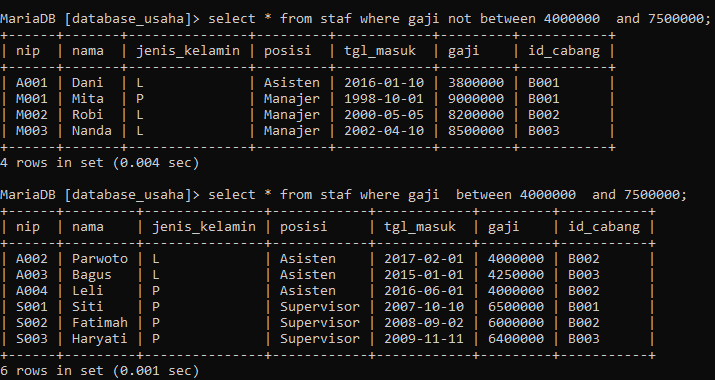 MariaDB [database_usaha]> select * from staf where gaji not between 4000000  and 7500000;
+------+-------+---------------+---------+------------+---------+-----------+
| nip  | nama  | jenis_kelamin | posisi  | tgl_masuk  | gaji    | id_cabang |
+------+-------+---------------+---------+------------+---------+-----------+
| A001 | Dani  | L             | Asisten | 2016-01-10 | 3800000 | B001      |
| M001 | Mita  | P             | Manajer | 1998-10-01 | 9000000 | B001      |
| M002 | Robi  | L             | Manajer | 2000-05-05 | 8200000 | B002      |
| M003 | Nanda | L             | Manajer | 2002-04-10 | 8500000 | B003      |
+------+-------+---------------+---------+------------+---------+-----------+
4 rows in set (0.004 sec)
MariaDB [database_usaha]> select * from staf where gaji  between 4000000  and 7500000;
+------+---------+---------------+------------+------------+---------+-----------+
| nip  | nama    | jenis_kelamin | posisi     | tgl_masuk  | gaji    | id_cabang |
+------+---------+---------------+------------+------------+---------+-----------+
| A002 | Parwoto | L             | Asisten    | 2017-02-01 | 4000000 | B002      |
| A003 | Bagus   | L             | Asisten    | 2015-01-01 | 4250000 | B003      |
| A004 | Leli    | P             | Asisten    | 2016-06-01 | 4000000 | B002      |
| S001 | Siti    | P             | Supervisor | 2007-10-10 | 6500000 | B001      |
| S002 | Fatimah | P             | Supervisor | 2008-09-02 | 6000000 | B002      |
| S003 | Haryati | P             | Supervisor | 2009-11-11 | 6400000 | B003      |
+------+---------+---------------+------------+------------+---------+-----------+
6 rows in set (0.001 sec)